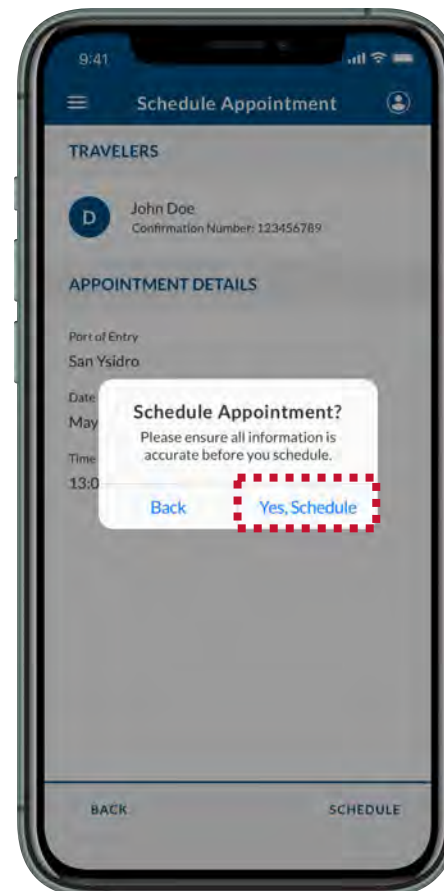 9:41
Schedule Appointment
TRAVELERS
D
John Doe
Confirmation Number: 123456789
APPOINTMENT DETAILS
Port of Entry
San Ysidro
Date
May
Time
13:0
Schedule Appointment?
Please ensure all information is
accurate before you schedule.
Back
Yes, Schedule
BACK
SCHEDULE